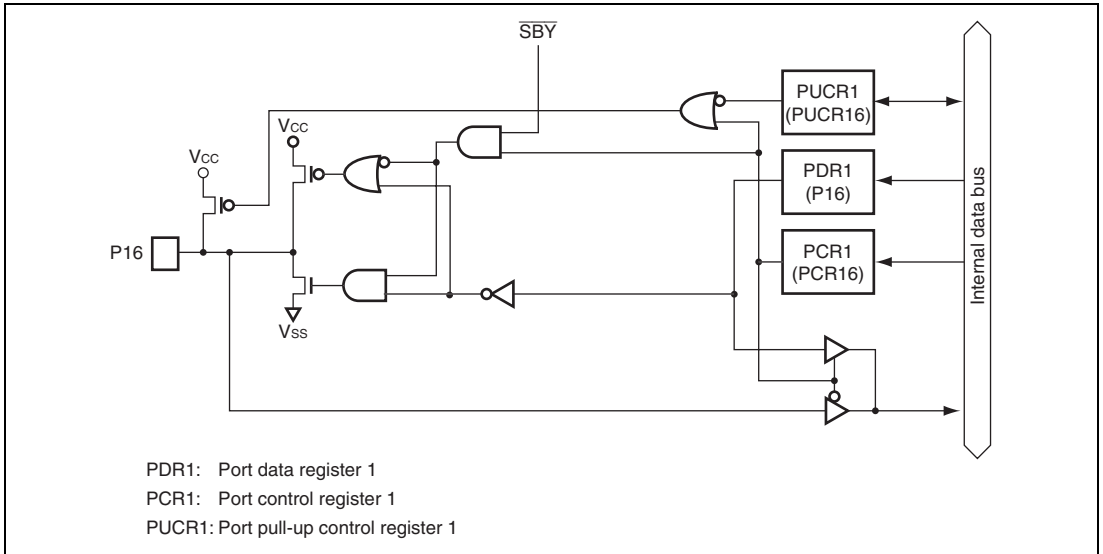 SBY
PUCR1
(PUCR16)
VCC
VCC
PDR1
(P16)
P16
PCR1
(PCR16)
Internal data bus
VSS
PDR1: Port data register 1
PCR1: Port control register 1
PUCR1: Port pull-up control register 1